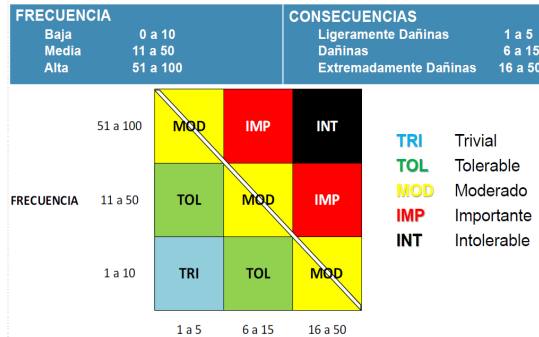 FRECUENCIA
Baja 0 a 10
Media 11 a 50
Alta 51 a 100
CONSECUENCIAS
Ligeramente Dañinas 1 a 5
Dañinas 6 a 15
Extremadamente Dañinas 16 a 50
51 a 100 MOD IMP INT
FRECUENCIA 11 a 50 TOL MOD IMP
1 a 10 TRI TOL MOD
1 a 5 6 a 15 16 a 50
TRI Trivial
TOL Tolerable
MOD Moderado
IMP Importante
INT Intolerable